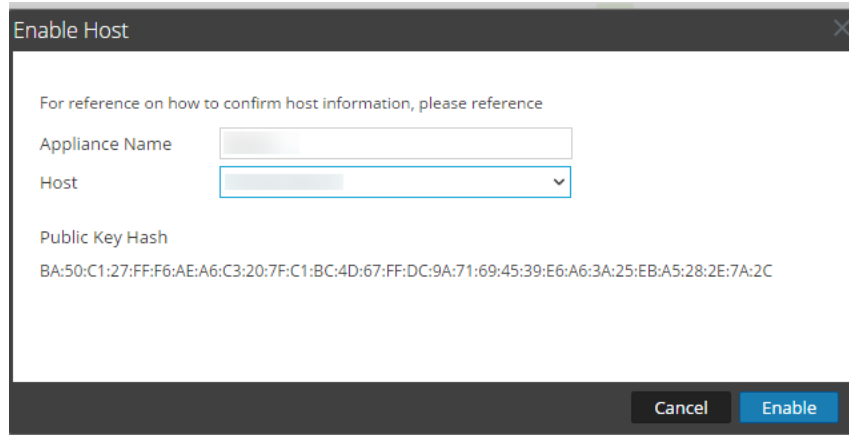 Enable Host
For reference on how to confirm host information, please reference
Appliance Name
Host
Public Key Hash
BA:50:C1:27:FF:F6:AE:A6:C3:20:7F:C1:BC:4D:67:FF:DC:9A:71:69:45:39:E6:A6:3A:25:EB:A5:28:2E:7A:2C
Cancel Enable